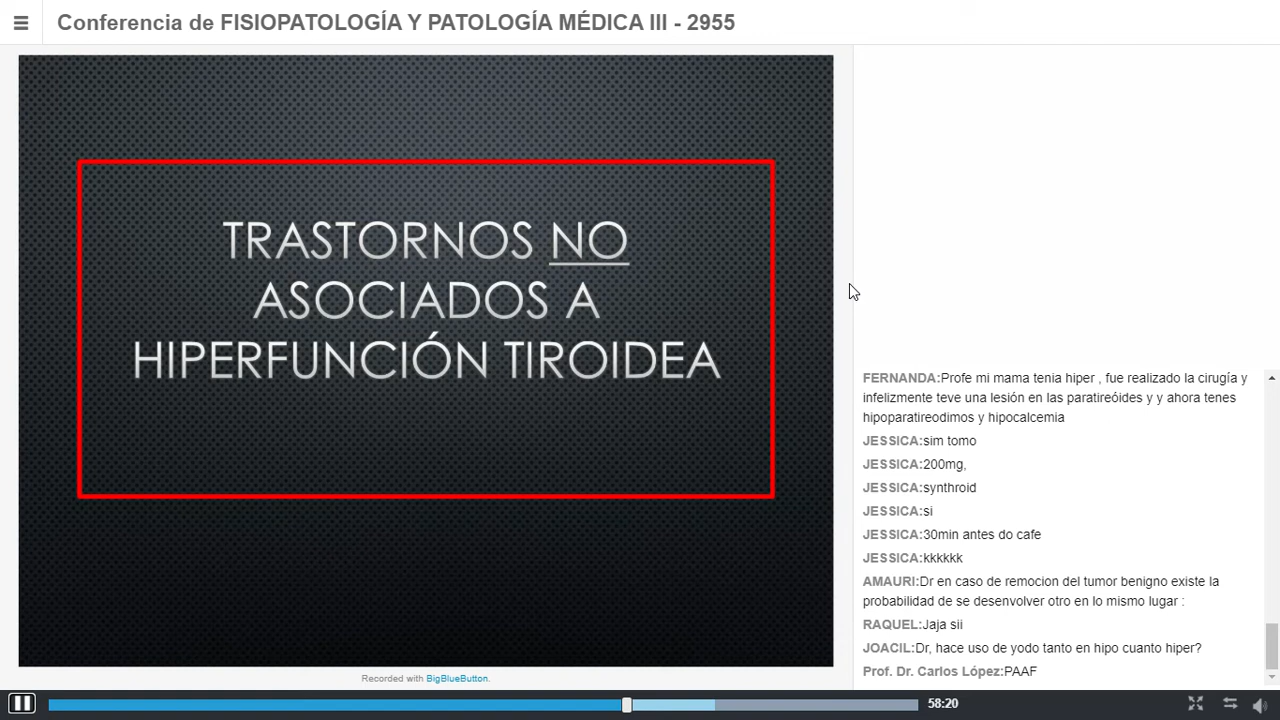 Conferencia de FISIOPATOLOGÍA Y PATOLOGÍA MÉDICA III - 2955
TRASTORNOS NO
ASOCIADOS A
HIPERFUNCIÓN TIROIDEA
FERNANDA:Profe mi mama tenia hiper , fue realizado la cirugía y
infelizmente teve una lesión en las paratireóides y y ahora tenes
hipoparatireodimos y hipocalcemia
JESSICA:sim tomo
JESSICA:200mg,
JESSICA:synthroid
JESSICA:si
JESSICA:30min antes do cafe
JESSICA:kkkkkk
AMAURI:Dr en caso de remocion del tumor benigno existe la
probabilidad de se desenvolver otro en lo mismo lugar :
RAQUEL:Jaja sii
JOACIL:Dr, hace uso de yodo tanto en hipo cuanto hiper?
Prof. Dr. Carlos López:PAAF
Recorded with BigBlueButton.
58:20